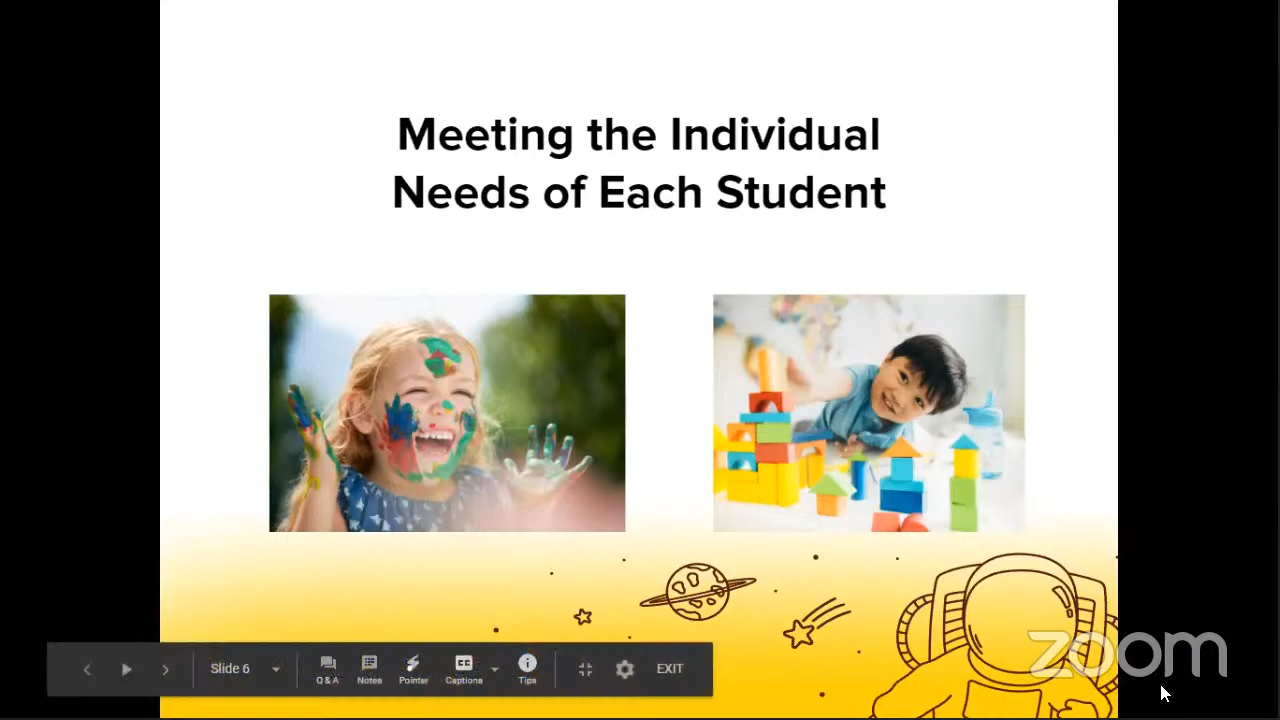 Meeting the Individual
Needs of Each Student
Slide 6
Q & A
Notes
Pointer
Captions
Tips
EXIT
zoom